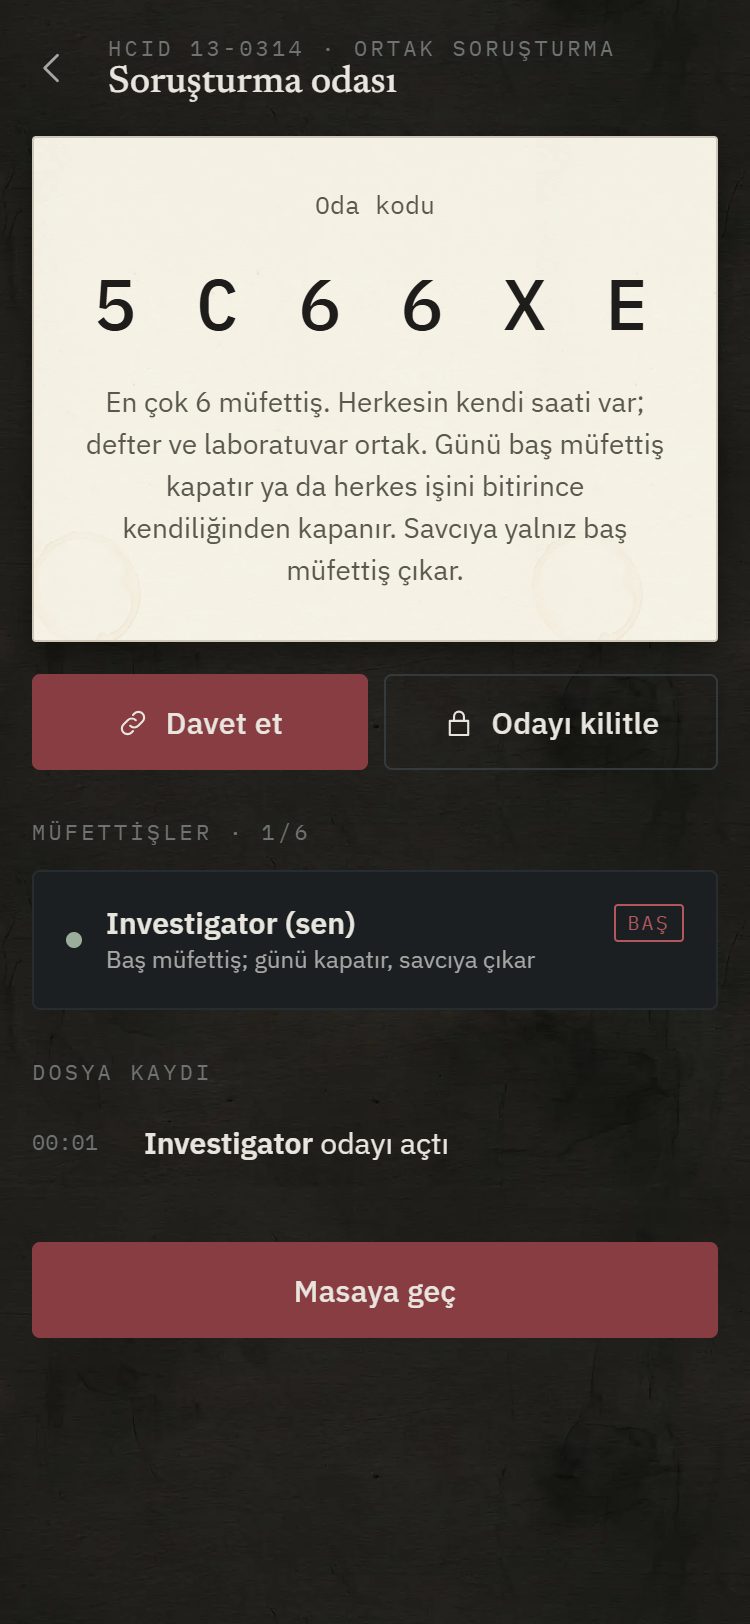 HCID 13-0314 · ORTAK SORUŞTURMA
Soruşturma odası
Oda kodu
5C66XE
En çok 6 müfettiş. Herkesin kendi saati var;
defter ve laboratuvar ortak. Günü baş müfettiş
kapatır ya da herkes işini bitirince
kendiliğinden kapanır. Savcıya yalnız baş
müfettiş çıkar.
Davet et
Odayı kilitle
MÜFETTİŞLER · 1/6
Investigator (sen)
BAŞ
Baş müfettiş; günü kapatır, savcıya çıkar
DOSYA KAYDI
00:01 Investigator odayı açtı
Masaya geç